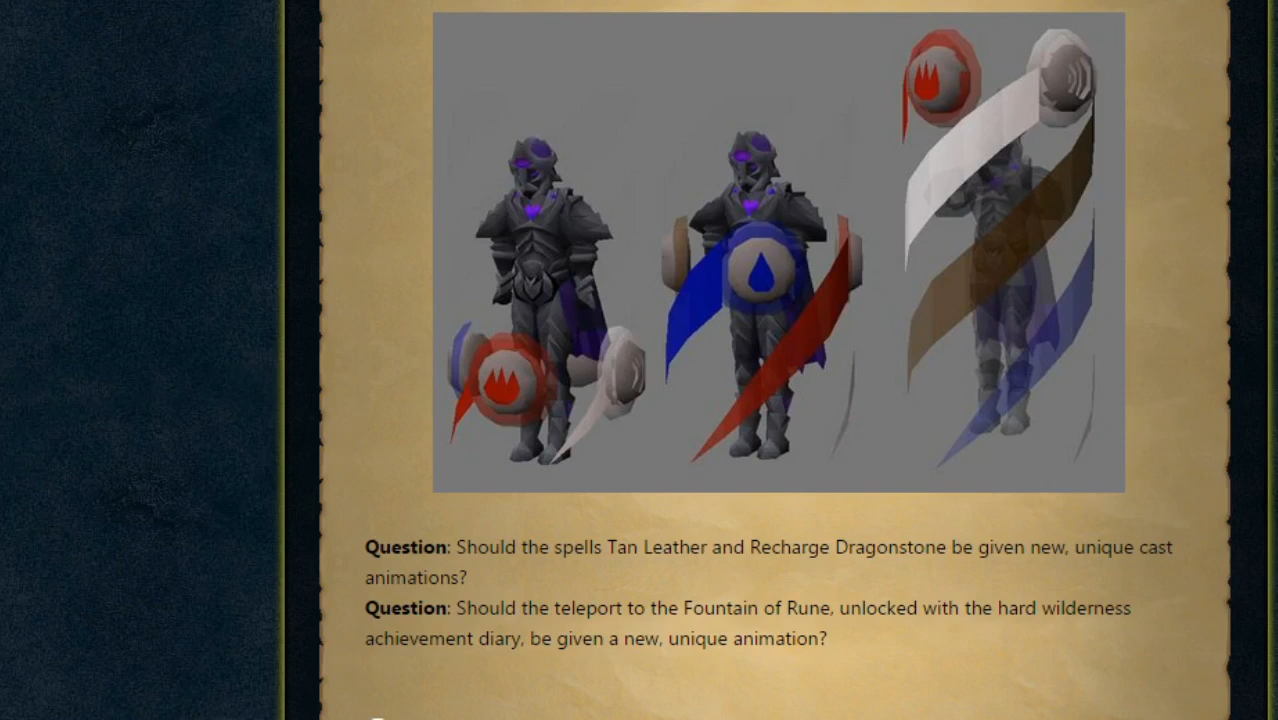 Question: Should the spells Tan Leather and Recharge Dragonstone be given new, unique cast
animations?
Question: Should the teleport to the Fountain of Rune, unlocked with the hard wilderness
achievement diary, be given a new, unique animation?